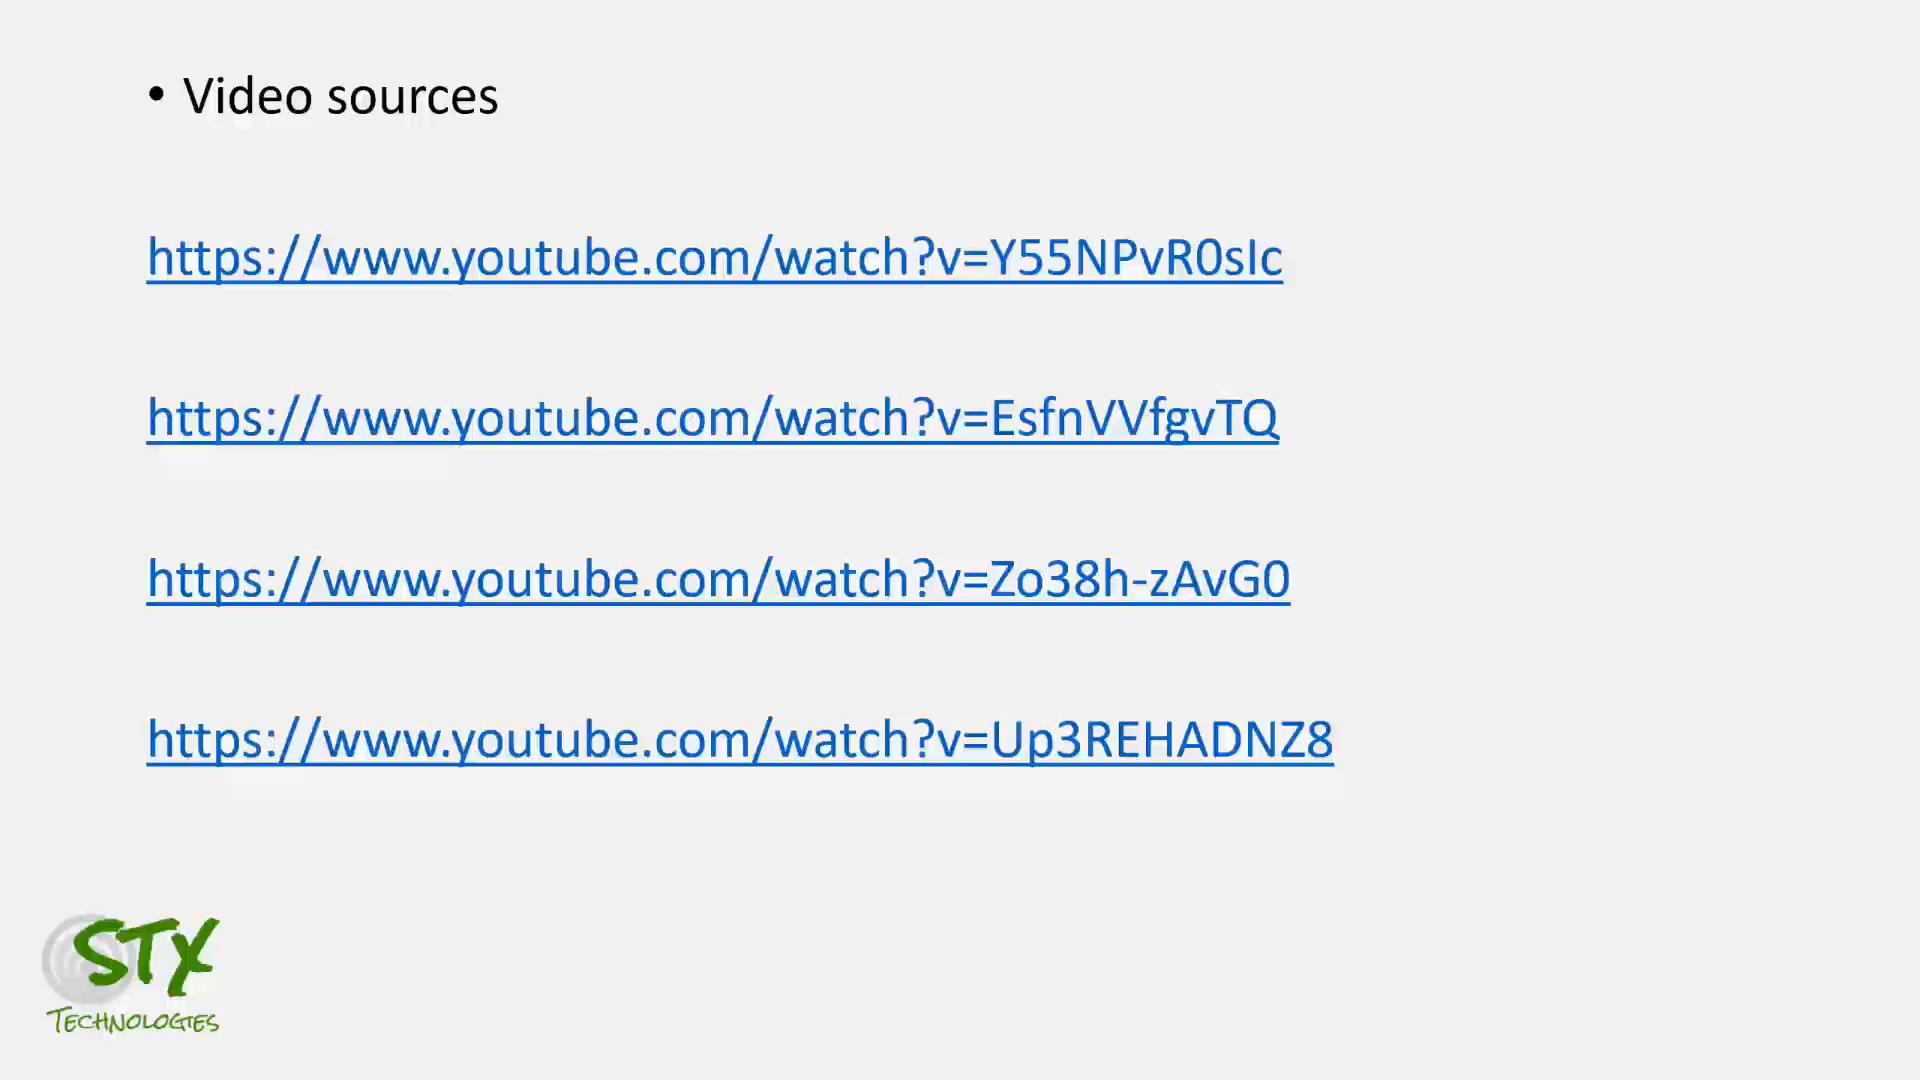 • Video sources
https://www.youtube.com/watch?v=Y55NPvR0sIc
https://www.youtube.com/watch?v=EsfnVVfgvTQ
https://www.youtube.com/watch?v=Zo38h-zAvG0
https://www.youtube.com/watch?v=Up3REHADNZ8
STX
TECHNOLOGIES